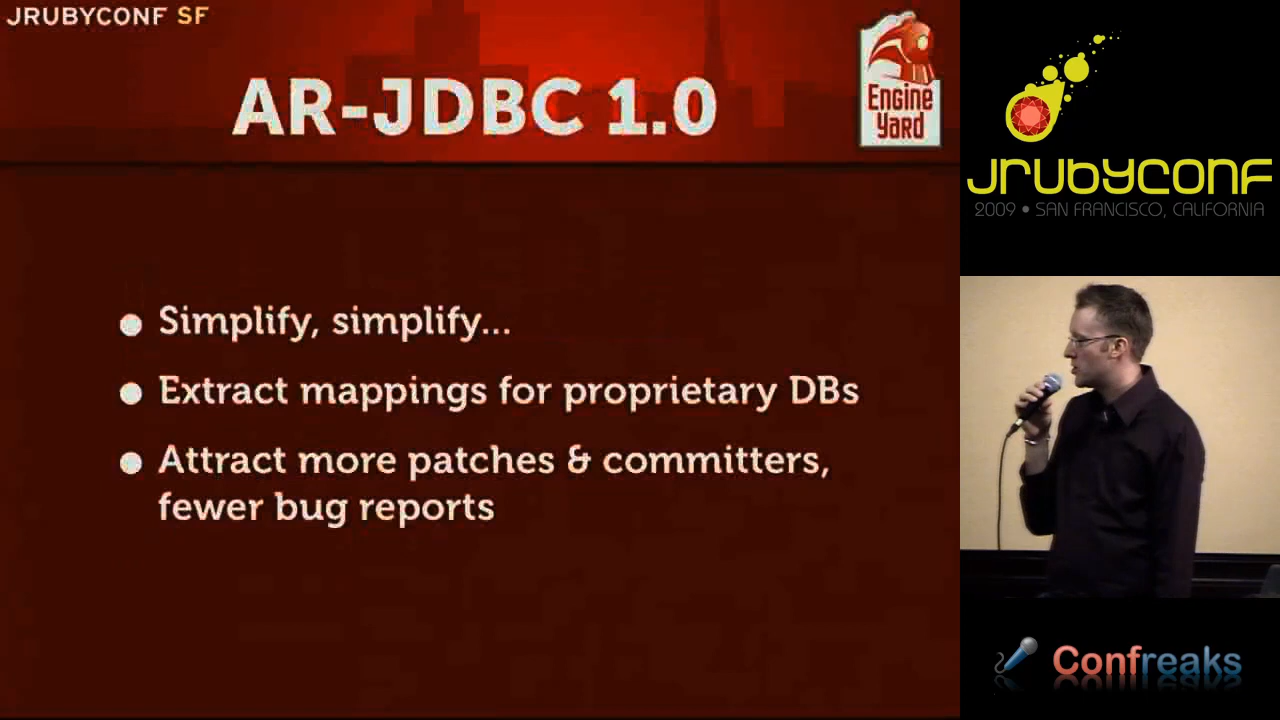 JRUBYCONF SF
AR-JDBC 1.0
Engine
Yard
• Simplify, simplify...
• Extract mappings for proprietary DBs
• Attract more patches & committers,
fewer bug reports
JRUBYCONF
2009 • SAN FRANCISCO, CALIFORNIA
Confreaks